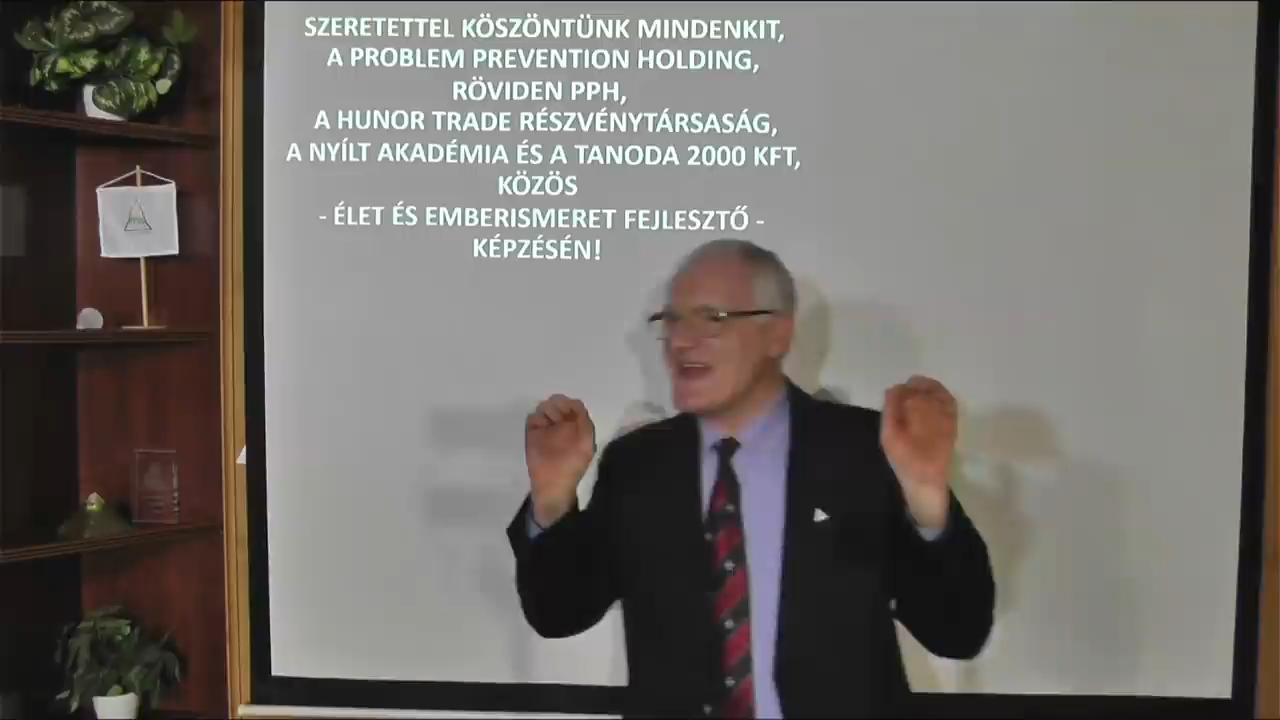 SZERETETTEL KÖSZÖNTÜNK MINDENKIT,
A PROBLEM PREVENTION HOLDING,
RÖVIDEN PPH,
A HUNOR TRADE RÉSZVÉNYTÁRSASÁG,
A NYÍLT AKADÉMIA ÉS A TANODA 2000 KFT,
KÖZÖS
- ÉLET ÉS EMBERISMERET FEJLESZTŐ -
KÉPZÉSÉN!